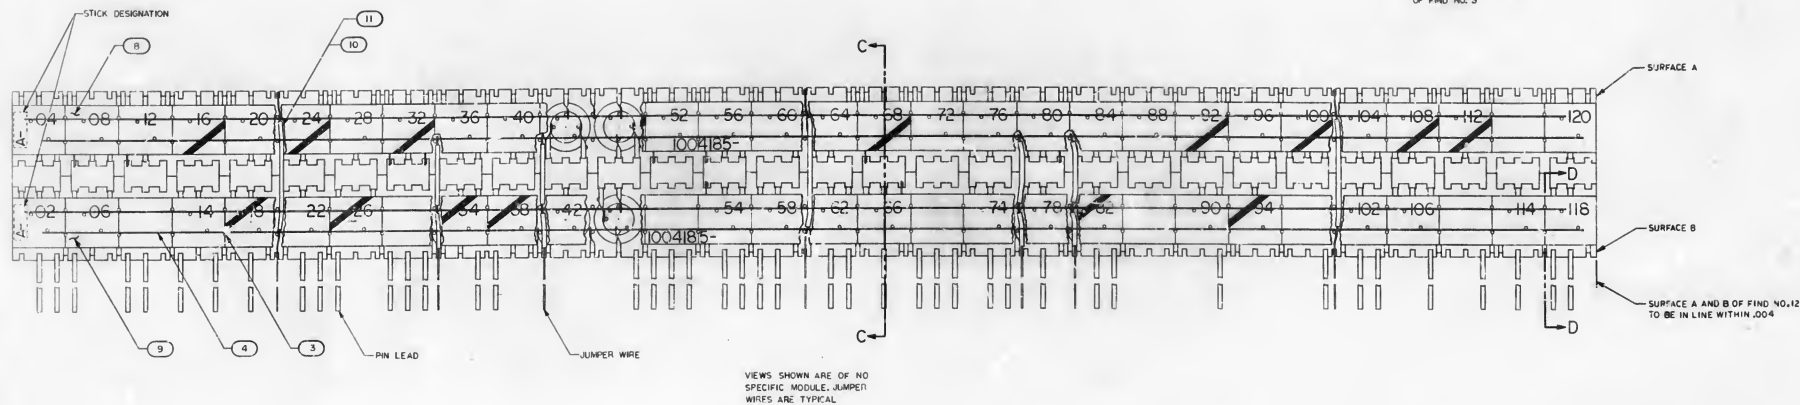 OF FIND NO. 3
STICK DESIGNATION
11
8
10
C
SURFACE A
04 08 12 16 20 24 28 32 36 40 52 56 60 64 68 72 76 80 84 88 92 96 100 104 108 112 120
-A-
1004185-
D
02 06 14 18 22 26 34 38 42 54 58 62 66 74 78 82 90 94 102 106 114 118
-A-
1004185-
SURFACE B
SURFACE A AND B OF FIND NO. 12
TO BE IN LINE WITHIN .004
9
4
3
PIN LEAD
JUMPER WIRE
C
D
VIEWS SHOWN ARE OF NO
SPECIFIC MODULE. JUMPER
WIRES ARE TYPICAL